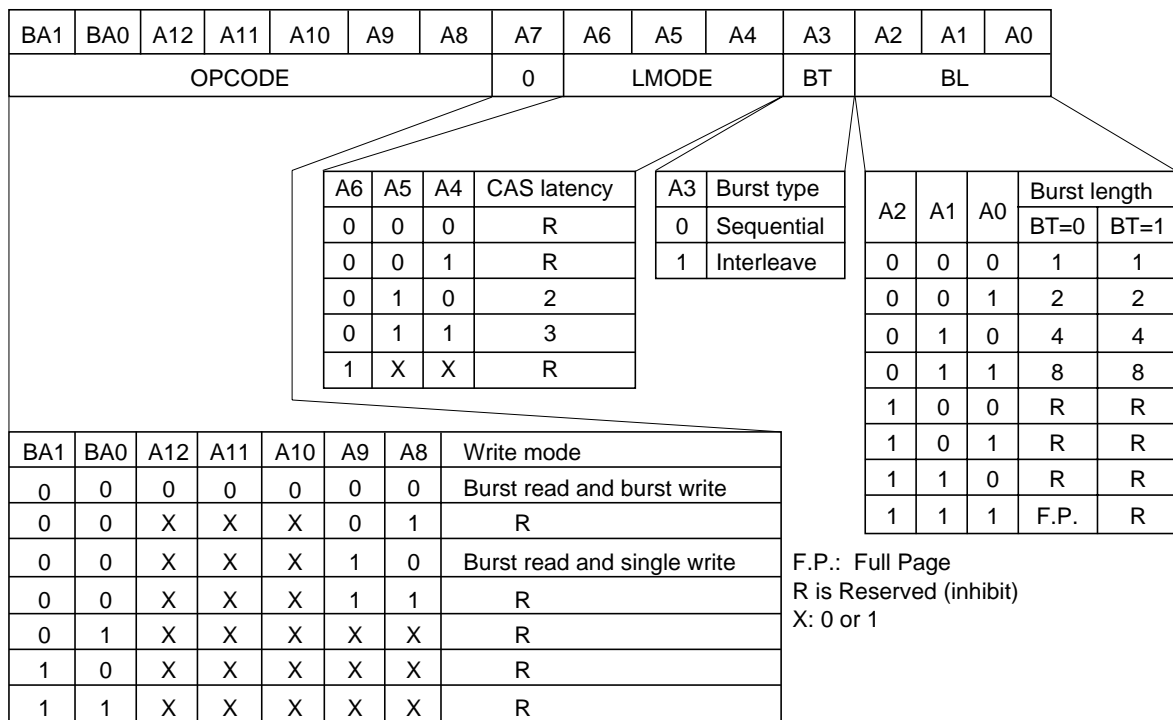 BA1 BA0 A12 A11 A10 A9 A8 A7 A6 A5 A4 A3 A2 A1 A0
OPCODE 0 LMODE BT BL
A6 A5 A4 CAS latency
0 0 0 R
0 0 1 R
0 1 0 2
0 1 1 3
1 X X R
A3 Burst type
0 Sequential
1 Interleave
A2 A1 A0 Burst length
BT=0 BT=1
0 0 0 1 1
0 0 1 2 2
0 1 0 4 4
0 1 1 8 8
1 0 0 R R
1 0 1 R R
1 1 0 R R
1 1 1 F.P. R
BA1 BA0 A12 A11 A10 A9 A8 Write mode
0 0 0 0 0 0 0 Burst read and burst write
0 0 X X X 0 1 R
0 0 X X X 1 0 Burst read and single write
0 0 X X X 1 1 R
0 1 X X X X X R
1 0 X X X X X R
1 1 X X X X X R
F.P.: Full Page
R is Reserved (inhibit)
X: 0 or 1